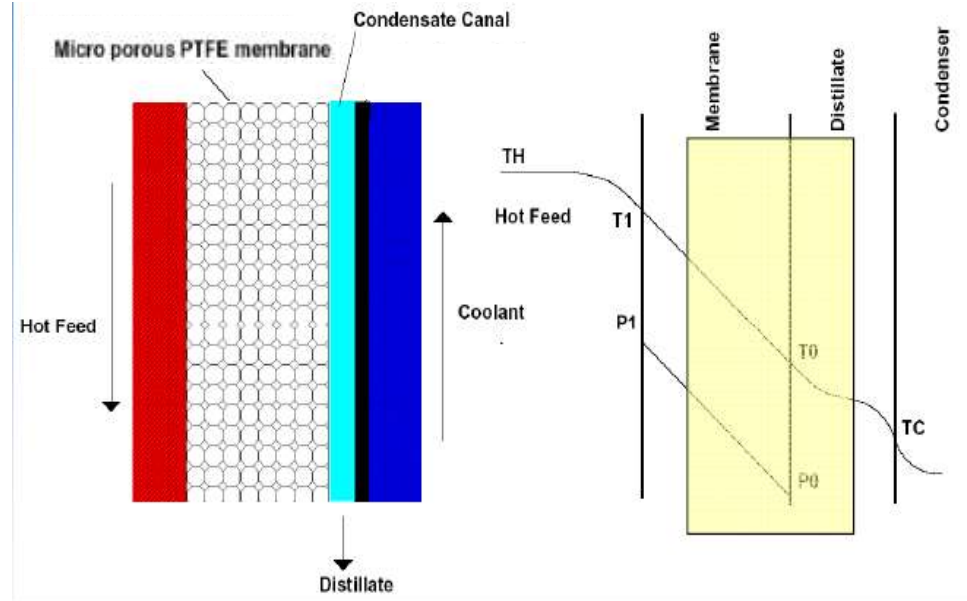 Condensate Canal
Micro porous PTFE membrane
Hot Feed
Coolant
Distillate
Membrane
Distillate
Condenser
TH
Hot Feed
T1
P1
T0
TC
P0